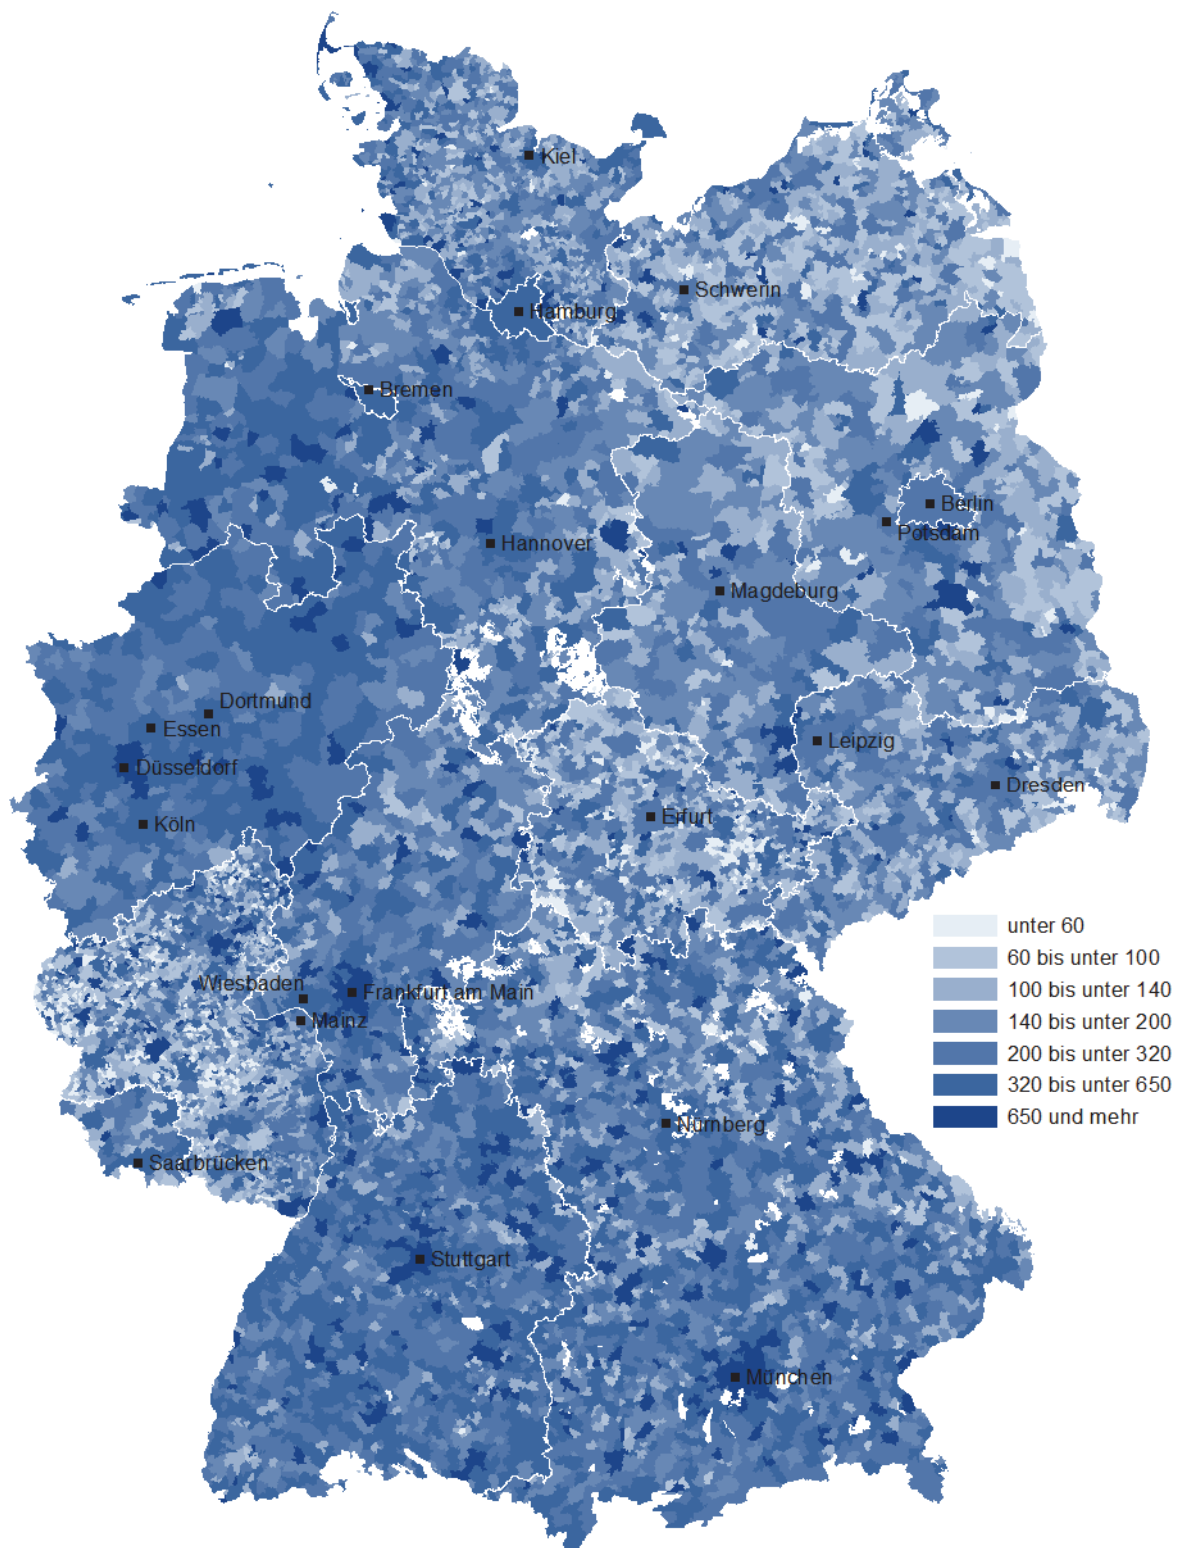 Kiel
Schwerin
Hamburg
Bremen
Berlin
Potsdam
Hannover
Magdeburg
Dortmund
Essen
Leipzig
Düsseldorf
Dresden
Erfurt
Köln
unter 60
60 bis unter 100
Wiesbaden
Frankfurt am Main
100 bis unter 140
Mainz
140 bis unter 200
200 bis unter 320
320 bis unter 650
650 und mehr
Nürnberg
Saarbrücken
Stuttgart
München